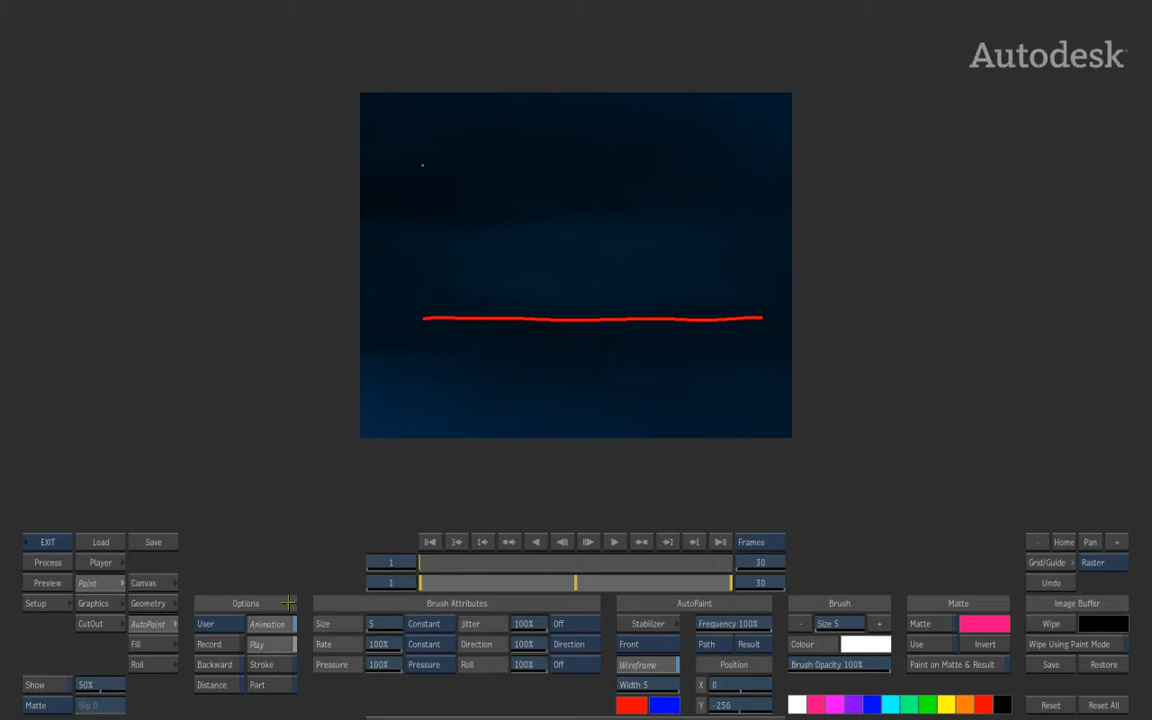 Autodesk
EXIT Load Save Frames - Home Pan +
Process Player 1 30 Grid/Guide Raster
Preview Paint Canvas 1 30 Undo
Setup Graphics Geometry Options Brush Attributes AutoPaint Brush Matte Image Buffer
CutOut AutoPaint User Animation Size 5 Constant Jitter 100% Off Stabilizer Frequency 100% - Size 5 + Matte Wipe
Fill Record Play Rate 100% Constant Direction 100% Direction Front Path Result Colour Use Invert Wipe Using Paint Mode
Roll Backward Stroke Pressure 100% Pressure Roll 100% Off Wireframe Position Brush Opacity 100% Paint on Matte & Result Save Restore
Show 50% Distance Part Width 5 X 0
Matte Slip 0 Y -256 Reset Reset All